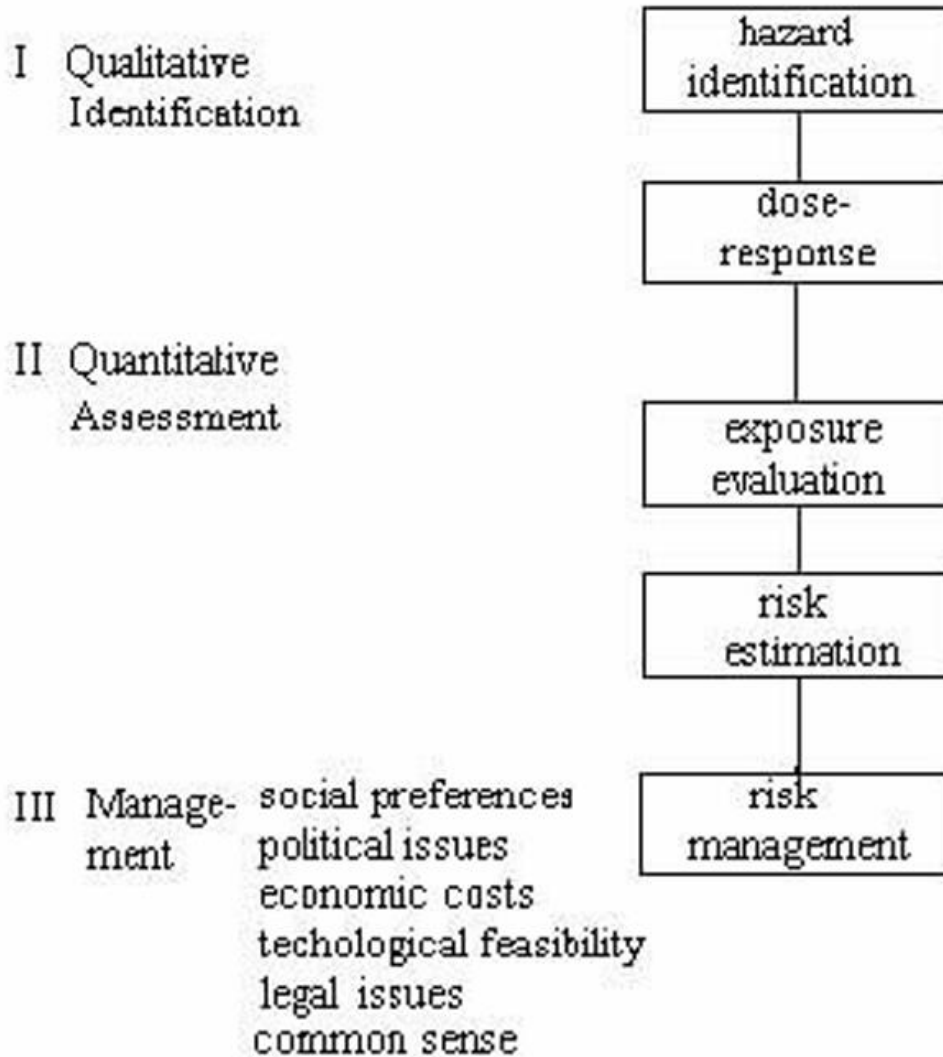 I Qualitative
Identification
hazard
identification
dose-
response
II Quantitative
Assessment
exposure
evaluation
risk
estimation
III Manage-
ment
social preferences
political issues
economic costs
techological feasibility
legal issues
common sense
risk
management